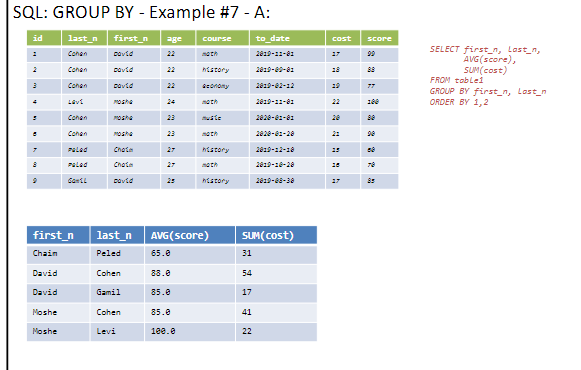 SQL: GROUP BY - Example #7 - A:
id last_n first_n age course to_date cost score
1 Cohen David 22 math 2019-11-01 17 99
2 Cohen David 22 history 2019-09-01 18 88
3 Cohen David 22 economy 2019-02-12 19 77
4 Levi Moshe 24 math 2019-11-01 22 100
5 Cohen Moshe 23 music 2020-01-01 20 80
6 Cohen Moshe 23 math 2020-01-20 21 90
7 Peled Chaim 27 history 2019-12-10 15 60
8 Peled Chaim 27 math 2019-10-20 16 70
9 Gamil David 25 history 2019-08-30 17 85
SELECT first_n, last_n,
AVG(score),
SUM(cost)
FROM table1
GROUP BY first_n, last_n
ORDER BY 1,2
first_n last_n AVG(score) SUM(cost)
Chaim Peled 65.0 31
David Cohen 88.0 54
David Gamil 85.0 17
Moshe Cohen 85.0 41
Moshe Levi 100.0 22